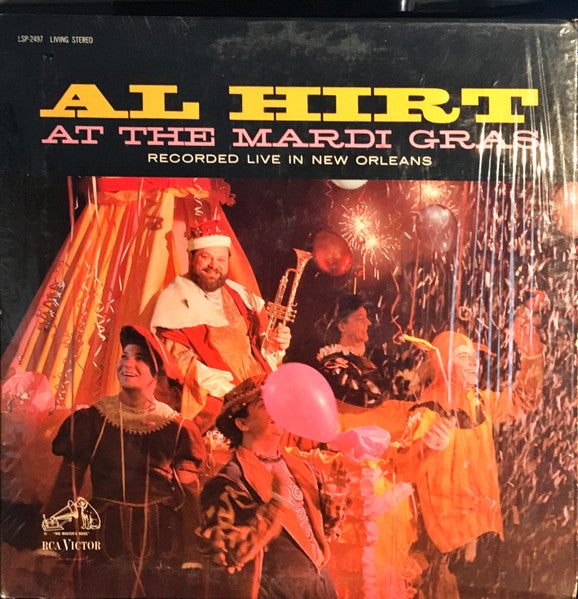 LSP-2497 LIVING STEREO
AL HIRT
AT THE MARDI GRAS
RECORDED LIVE IN NEW ORLEANS
"HIS MASTER'S VOICE"
RCA VICTOR